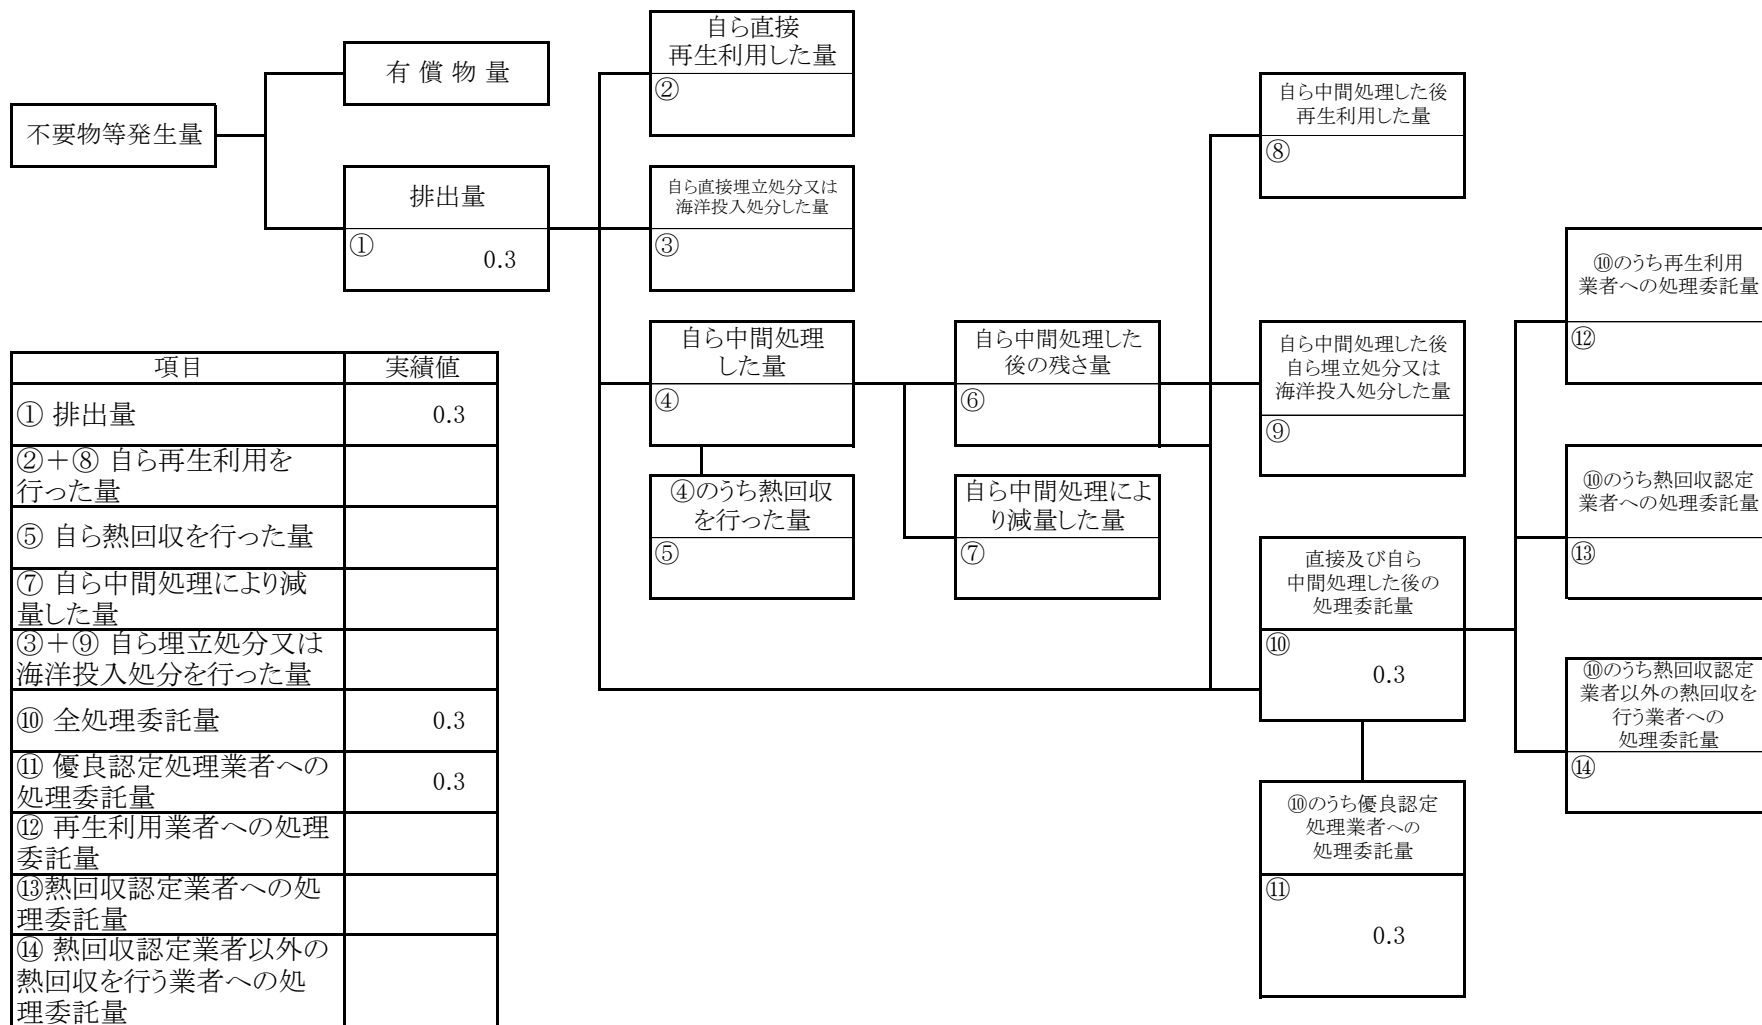 不要物等発生量
有 償 物 量
排出量
①
0.3
自ら直接
再生利用した量
②
自ら直接埋立処分又は
海洋投入処分した量
③
自ら中間処理
した量
④
④のうち熱回収
を行った量
⑤
自ら中間処理した
後の残さ量
⑥
自ら中間処理によ
り減量した量
⑦
自ら中間処理した後
再生利用した量
⑧
自ら中間処理した後
自ら埋立処分又は
海洋投入処分した量
⑨
直接及び自ら
中間処理した後の
処理委託量
⑩
0.3
⑩のうち優良認定
処理業者への
処理委託量
⑪
0.3
⑩のうち再生利用
業者への処理委託量
⑫
⑩のうち熱回収認定
業者への処理委託量
⑬
⑩のうち熱回収認定
業者以外の熱回収を
行う業者への
処理委託量
⑭
項目 実績値
① 排出量 0.3
②＋⑧ 自ら再生利用を
行った量
⑤ 自ら熱回収を行った量
⑦ 自ら中間処理により減
量した量
③＋⑨ 自ら埋立処分又は
海洋投入処分を行った量
⑩ 全処理委託量 0.3
⑪ 優良認定処理業者への
処理委託量 0.3
⑫ 再生利用業者への処理
委託量
⑬熱回収認定業者への処
理委託量
⑭ 熱回収認定業者以外の
熱回収を行う業者への処
理委託量